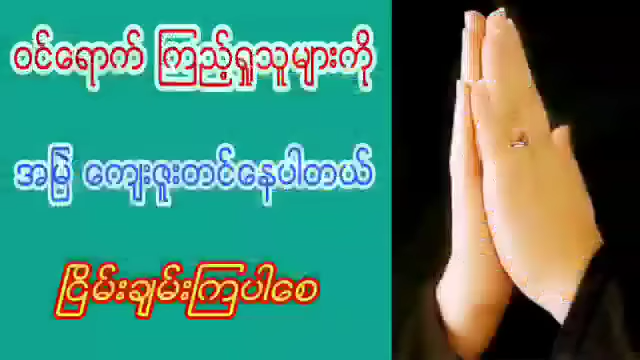 ဝင်ရောက် ကြည့်ရှုသူများကို
အမြဲ ကျေးဇူးတင်နေပါတယ်
ငြိမ်းချမ်းကြပါစေ